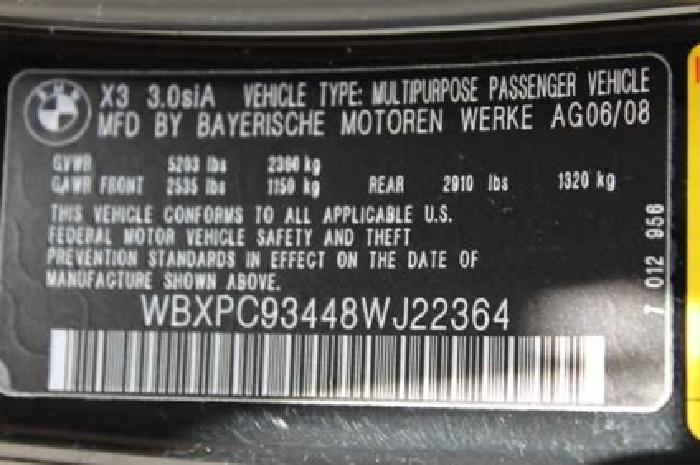 BMW
X3 3.0siA VEHICLE TYPE: MULTIPURPOSE PASSENGER VEHICLE
MFD BY BAYERISCHE MOTOREN WERKE AG06/08
GVWR 5203 lbs 2360 kg
GAWR FRONT 2535 lbs 1150 kg REAR 2910 lbs 1320 kg
THIS VEHICLE CONFORMS TO ALL APPLICABLE U.S.
FEDERAL MOTOR VEHICLE SAFETY AND THEFT
PREVENTION STANDARDS IN EFFECT ON THE DATE OF
MANUFACTURE SHOWN ABOVE.
WBXPC93448WJ22364
7 012 956